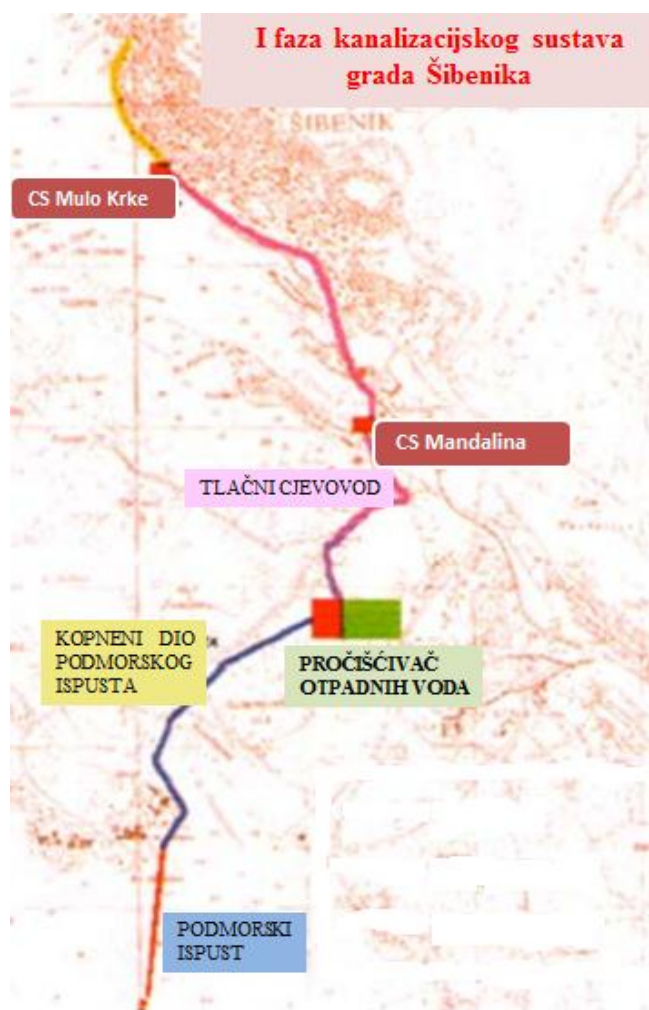 I faza kanalizacijskog sustava
grada Šibenika
ŠIBENIK
CS Mulo Krke
CS Mandalina
TLAČNI CJEVOVOD
KOPNENI DIO
PODMORSKOG
ISPUSTA
PROČIŠĆIVAČ
OTPADNIH VODA
PODMORSKI
ISPUST